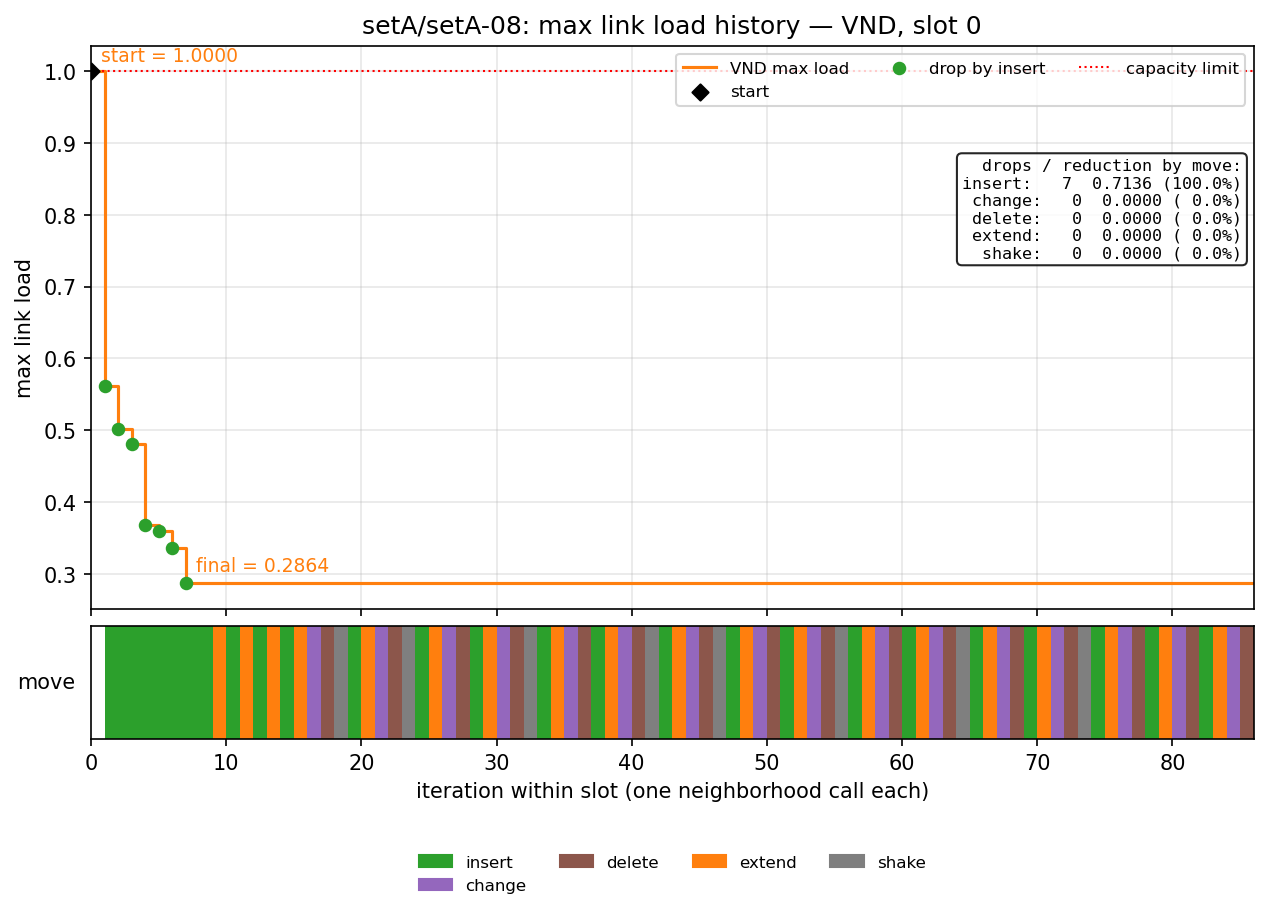 setA/setA-08: max link load history — VND, slot 0
start = 1.0000
VND max load
start
drop by insert
capacity limit
drops / reduction by move:
insert: 7 0.7136 (100.0%)
change: 0 0.0000 ( 0.0%)
delete: 0 0.0000 ( 0.0%)
extend: 0 0.0000 ( 0.0%)
shake: 0 0.0000 ( 0.0%)
max link load
1.0
0.9
0.8
0.7
0.6
0.5
0.4
0.3
final = 0.2864
move
0 10 20 30 40 50 60 70 80
iteration within slot (one neighborhood call each)
insert delete extend shake
change